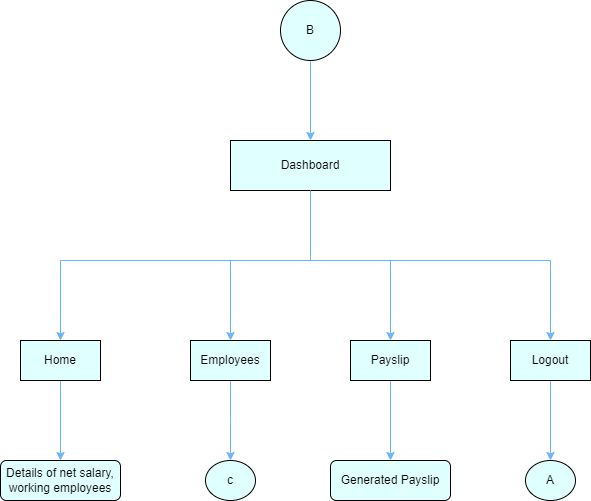 B
Dashboard
Home
Employees
Payslip
Logout
Details of net salary,
working employees
c
Generated Payslip
A